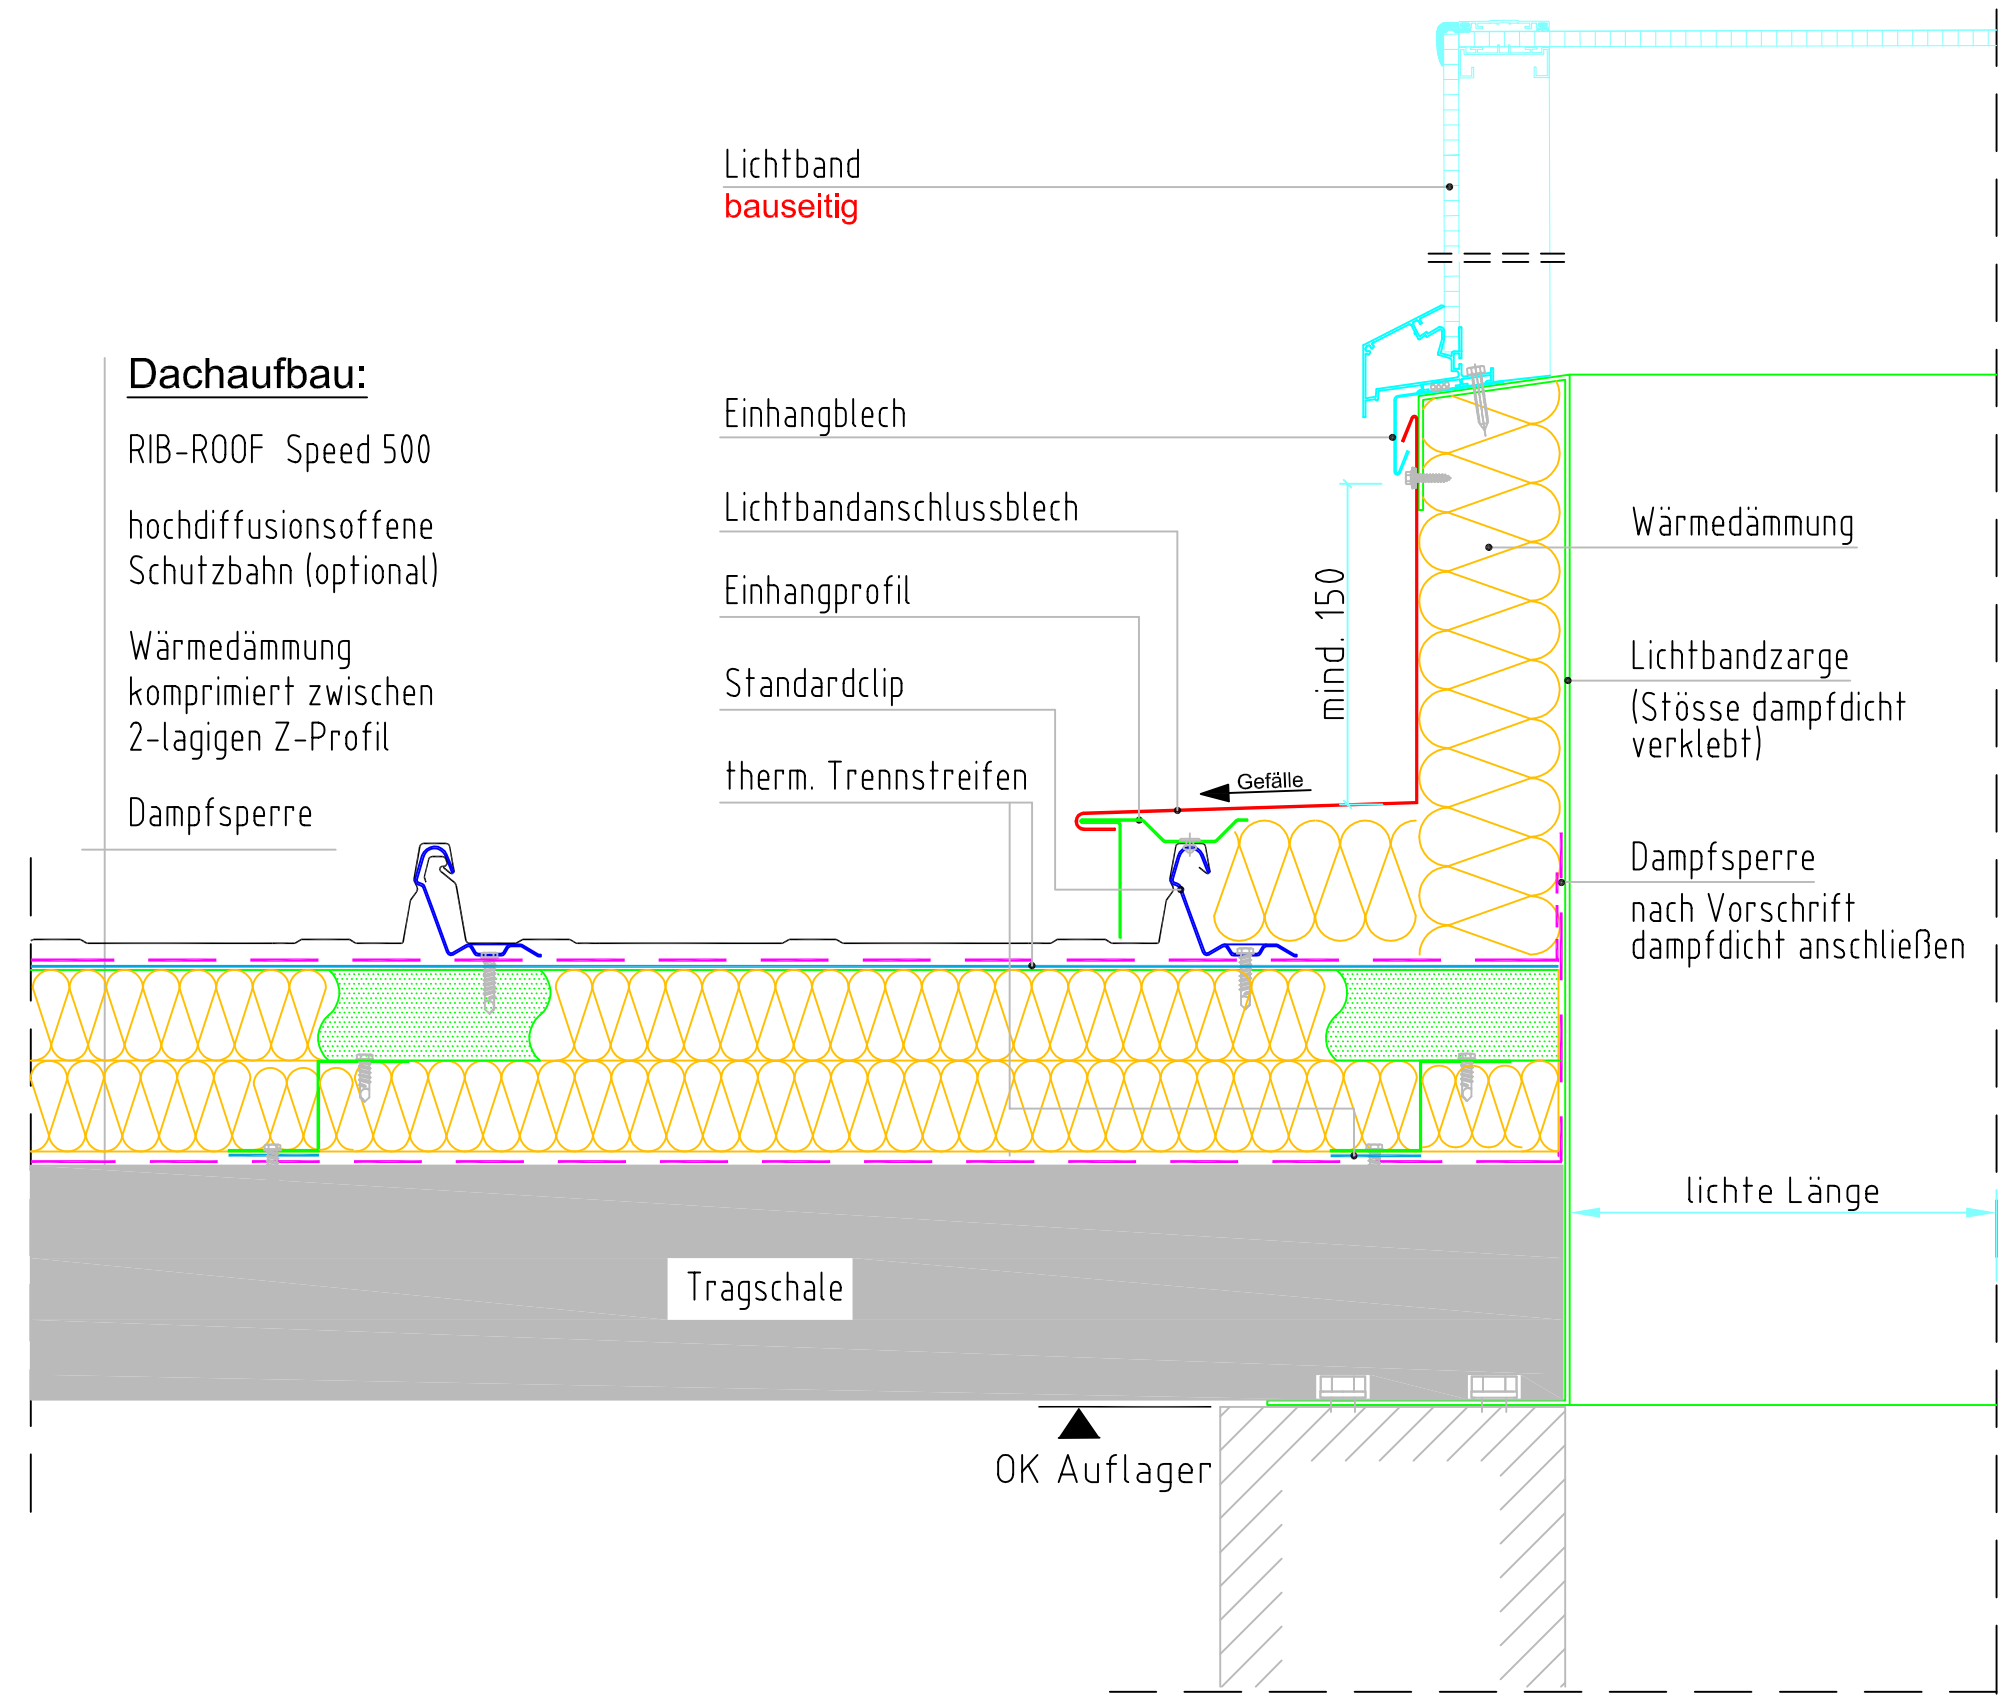 Lichtband
bauseitig
Dachaufbau:
RIB-ROOF Speed 500
hochdiffusionsoffene
Schutzbahn (optional)
Wärmedämmung
komprimiert zwischen
2-lagigen Z-Profil
Dampfsperre
Einhangblech
Lichtbandanschlussblech
Einhangprofil
Standardclip
therm. Trennstreifen
Gefälle
mind. 150
Wärmedämmung
Lichtbandzarge
(Stösse dampfdicht
verklebt)
Dampfsperre
nach Vorschrift
dampfdicht anschließen
lichte Länge
Tragschale
OK Auflager